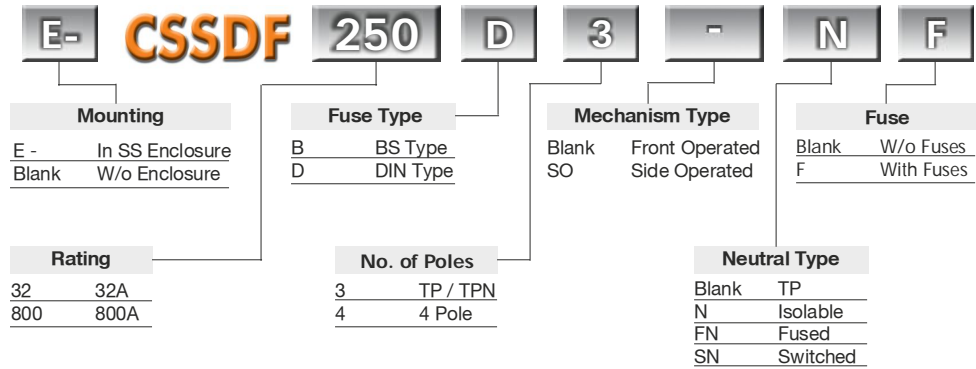 E- CSSDF 250 D 3 - N F
Mounting
E - In SS Enclosure
Blank W/o Enclosure
Fuse Type
B BS Type
D DIN Type
Mechanism Type
Blank Front Operated
SO Side Operated
Fuse
Blank W/o Fuses
F With Fuses
Rating
32 32A
800 800A
No. of Poles
3 TP / TPN
4 4 Pole
Neutral Type
Blank TP
N Isolable
FN Fused
SN Switched